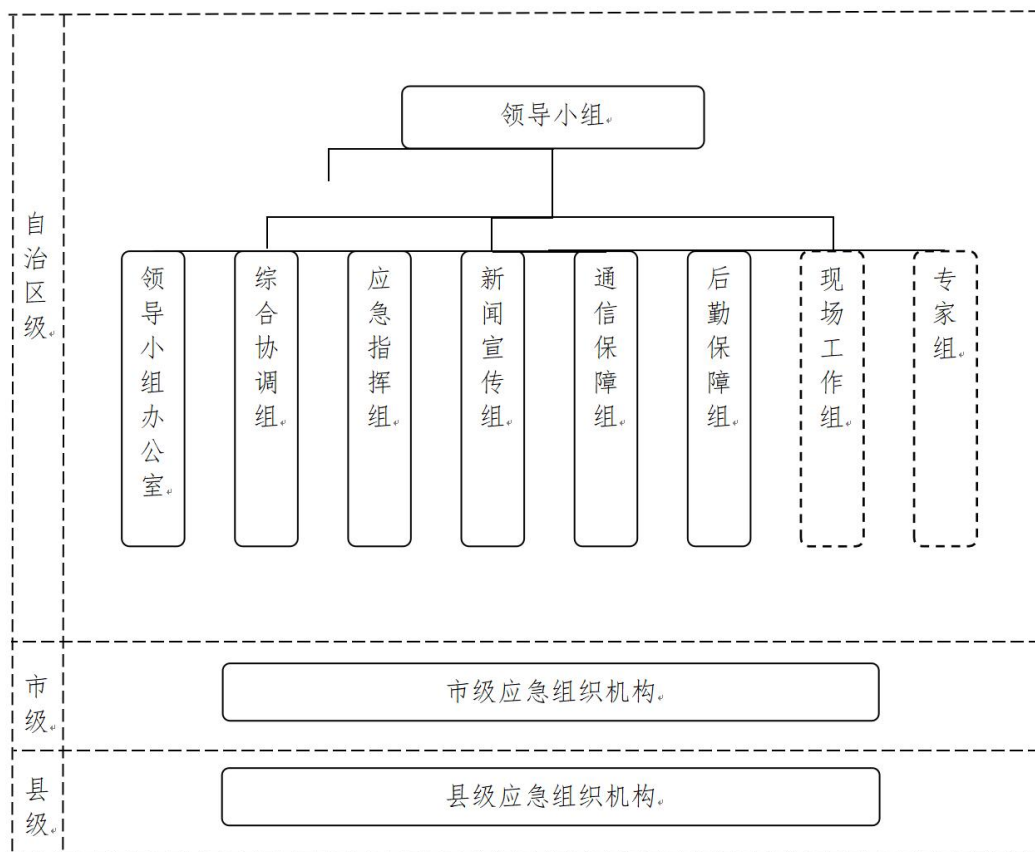 领导小组
自治区级
领导小组办公室
综合协调组
应急指挥组
新闻宣传组
通信保障组
后勤保障组
现场工作组
专家组
市级
市级应急组织机构
县级
县级应急组织机构